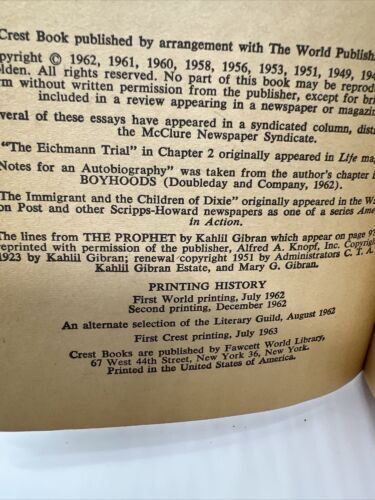 Crest Book published by arrangement with The World Publish
opyright © 1962, 1961, 1960, 1958, 1956, 1953, 1951, 1949, 194
olden. All rights reserved. No part of this book may be reprodu
rm without written permission from the publisher, except for bri
included in a review appearing in a newspaper or magazin
veral of these essays have appeared in a syndicated column, dist
the McClure Newspaper Syndicate.
"The Eichmann Trial" in Chapter 2 originally appeared in Life ma
Notes for an Autobiography" was taken from the author's chapter i
BOYHOODS (Doubleday and Company, 1962).
The Immigrant and the Children of Dixie" originally appeared in the W
on Post and other Scripps-Howard newspapers as one of a series Ame
in Action.
The lines from THE PROPHET by Kahlil Gibran which appear on page 97
reprinted with permission of the publisher, Alfred A. Knopf, Inc. Copyri
1923 by Kahlil Gibran; renewal copyright 1951 by Administrators C. T. A.
Kahlil Gibran Estate, and Mary G. Gibran.
PRINTING HISTORY
First World printing, July 1962
Second printing, December 1962
An alternate selection of the Literary Guild, August 1962
First Crest printing, July 1963
Crest Books are published by Fawcett World Library,
67 West 44th Street, New York 36, New York.
Printed in the United States of America.